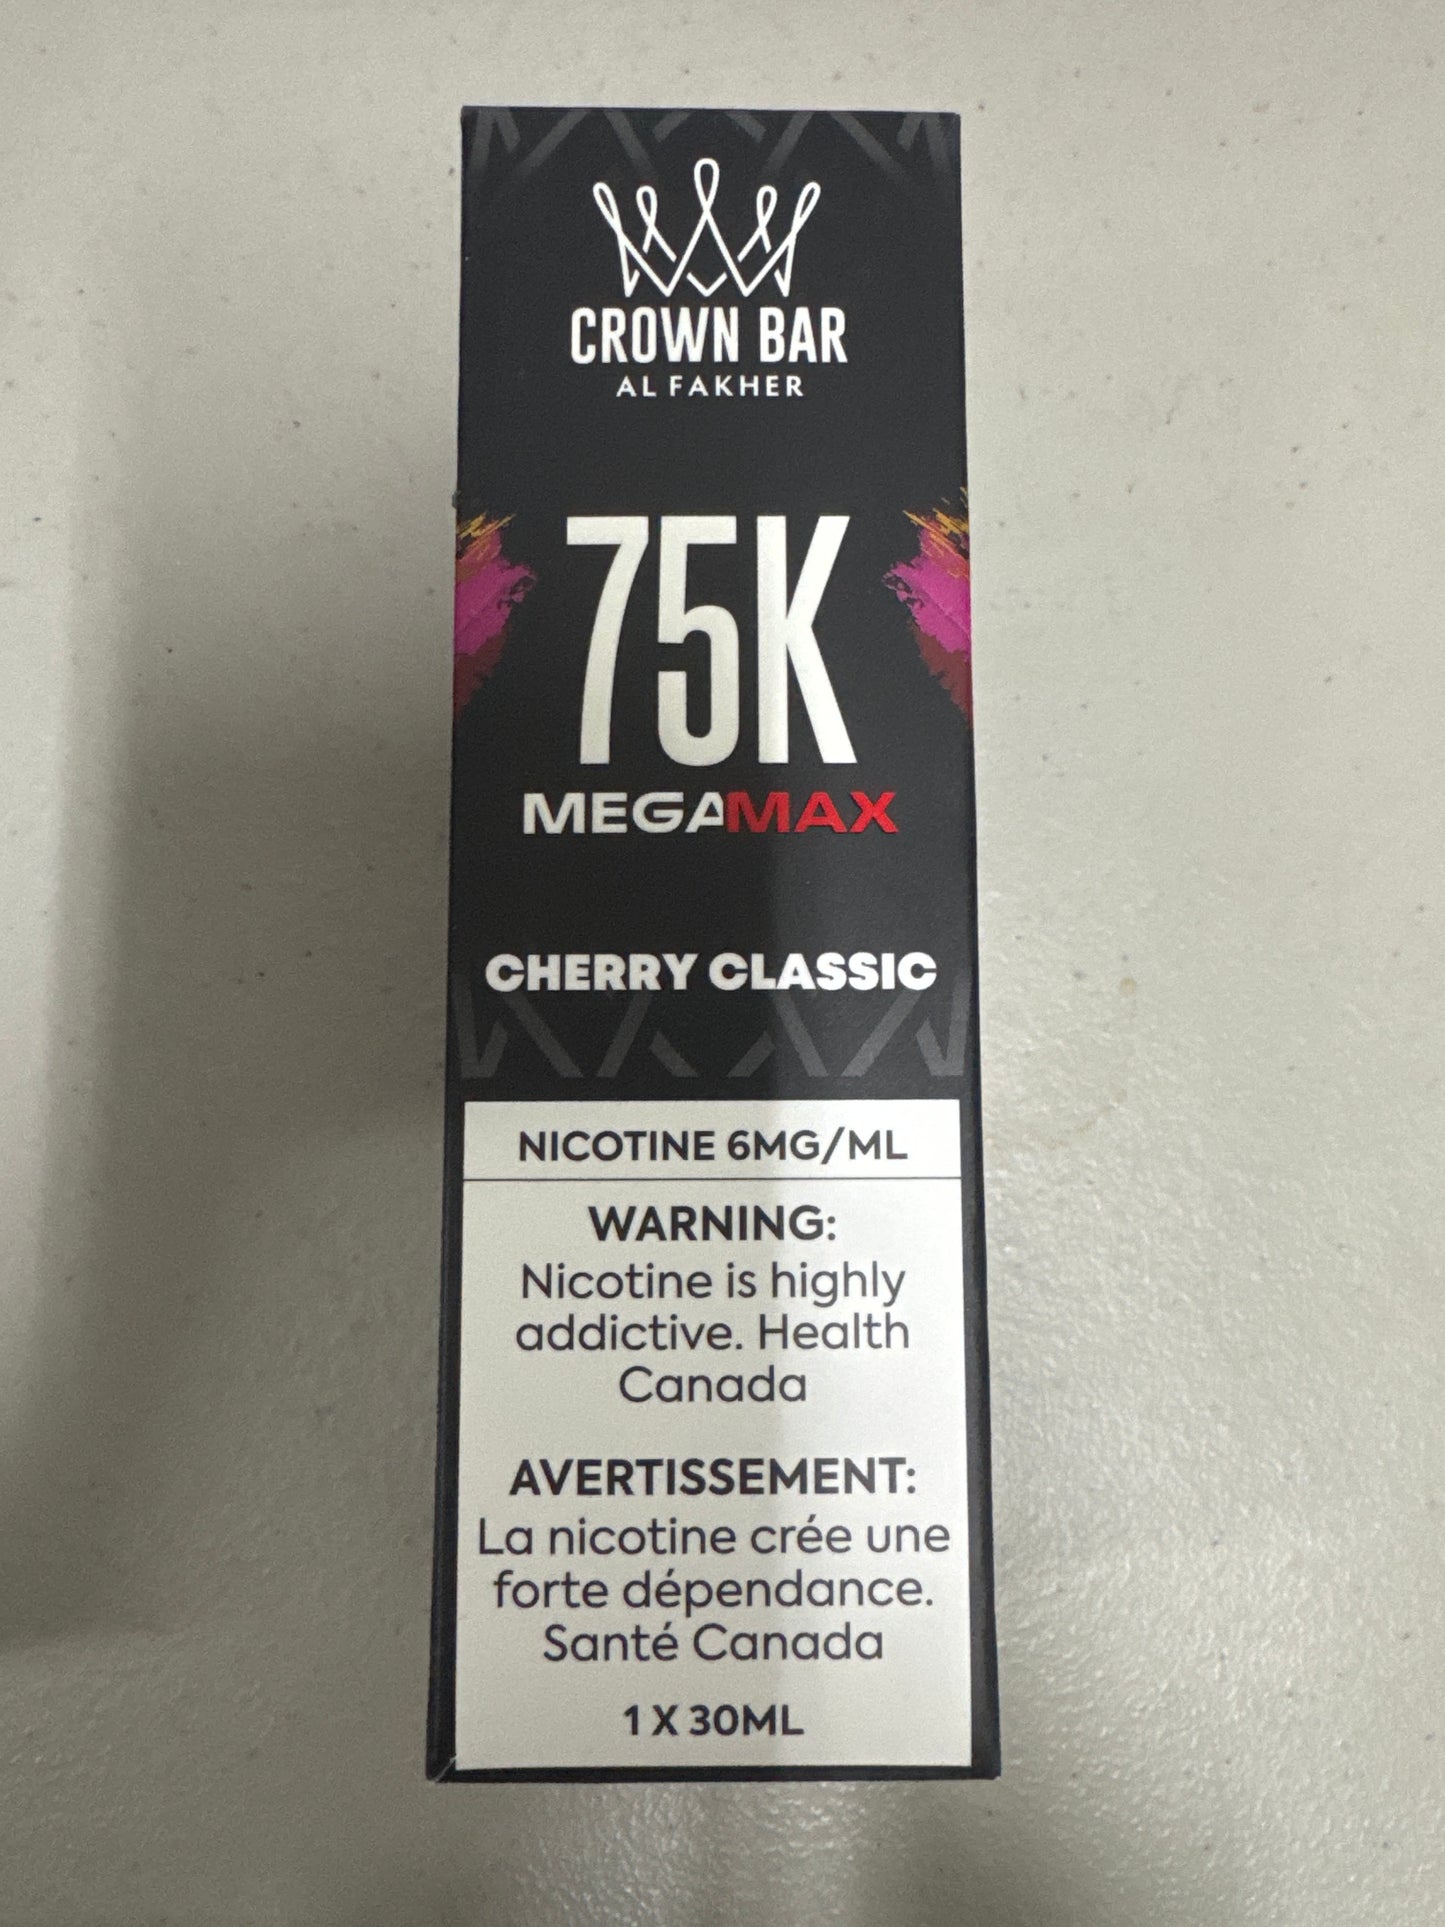 CROWN BAR
AL FAKHER
75K
MEGAMAX
CHERRY CLASSIC
NICOTINE 6MG/ML
WARNING:
Nicotine is highly
addictive. Health
Canada
AVERTISSEMENT:
La nicotine crée une
forte dépendance.
Santé Canada
1 X 30ML